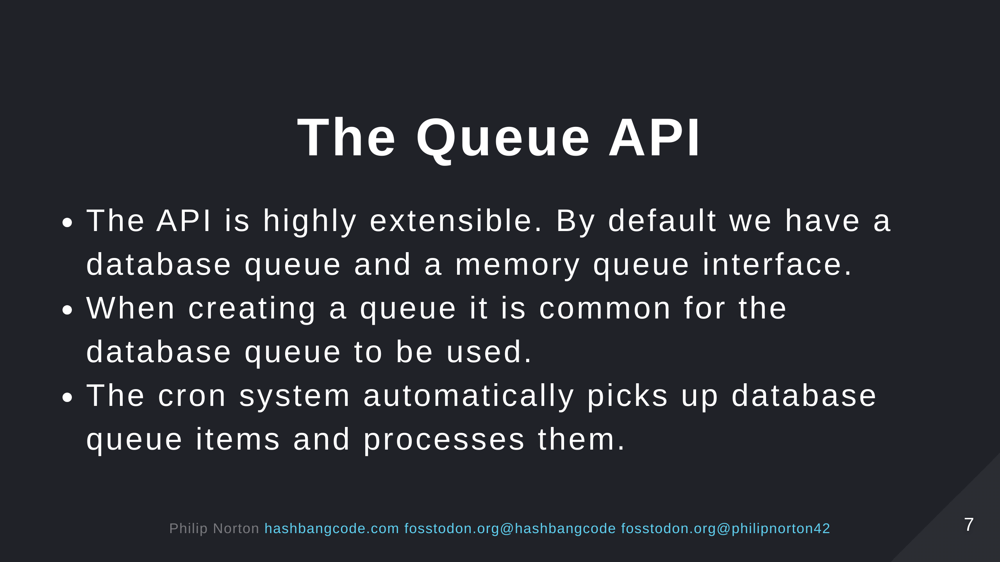 The Queue API
• The API is highly extensible. By default we have a
database queue and a memory queue interface.
• When creating a queue it is common for the
database queue to be used.
• The cron system automatically picks up database
queue items and processes them.
Philip Norton hashbangcode.com fosstodon.org@hashbangcode fosstodon.org@philipnorton42
7